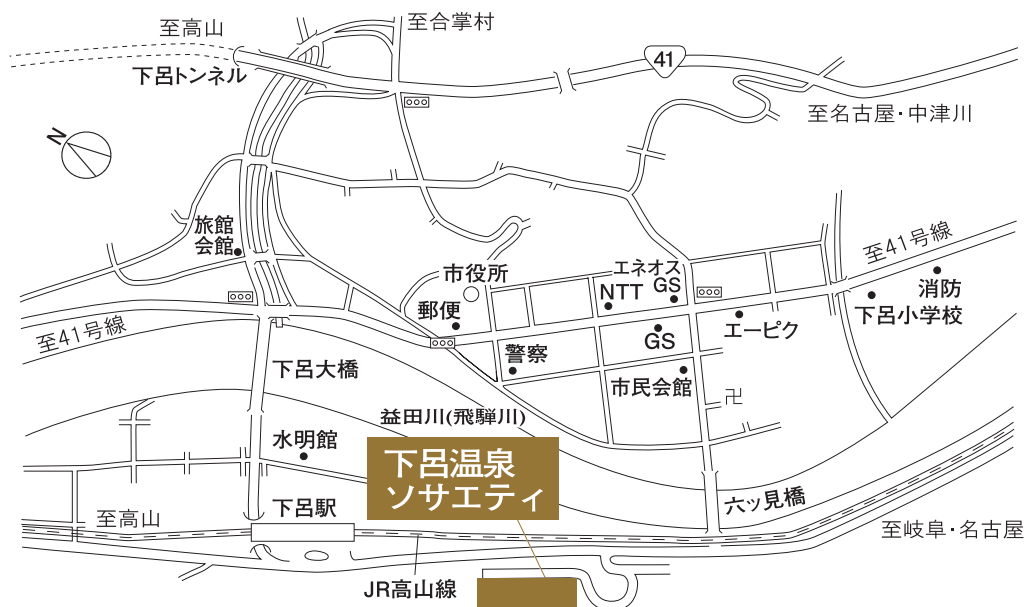 至高山
至合掌村
下呂トンネル
41
至名古屋・中津川
N
旅館
会館
市役所
エネオス
GS
NTT
至41号線
消防
下呂小学校
郵便
エーピク
GS
至41号線
警察
下呂大橋
市民会館
卍
益田川(飛騨川)
水明館
下呂温泉
ソサエティ
下呂駅
六ッ見橋
至高山
至岐阜・名古屋
JR高山線